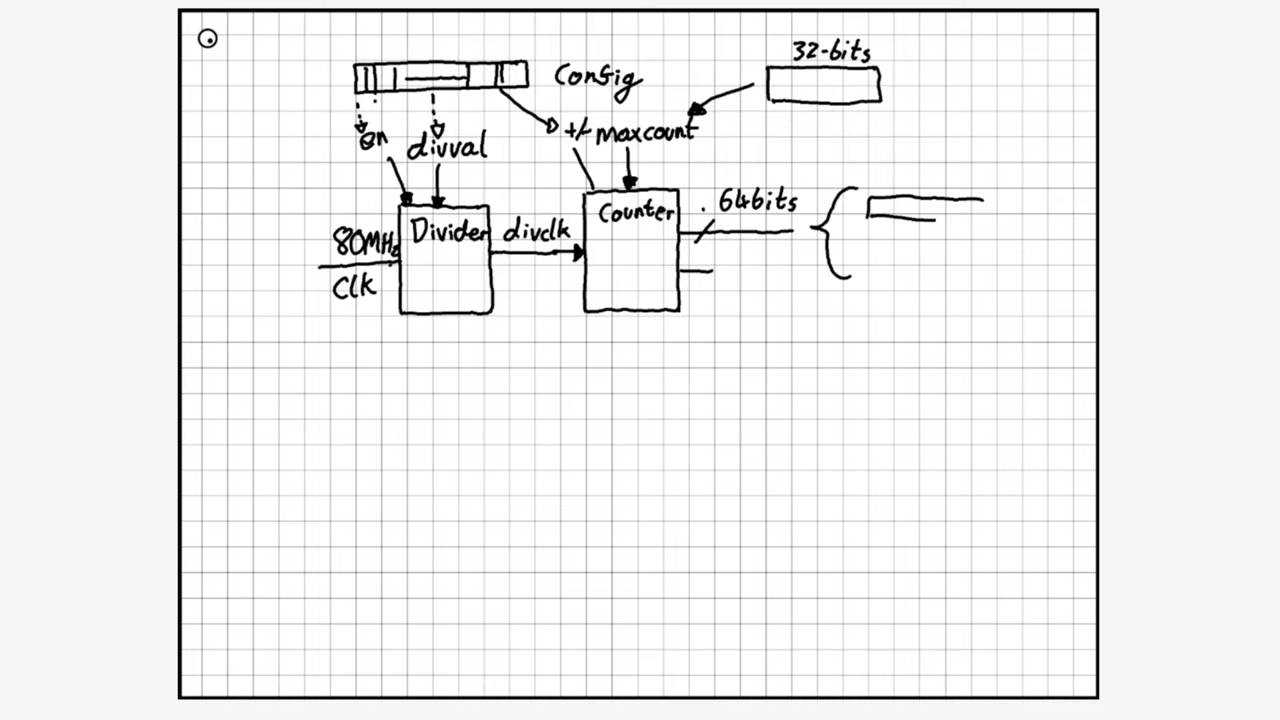 32-bits
Config
+/- maxcount
en
divval
64bits
Counter
Divider
divclk
80MHz
Clk